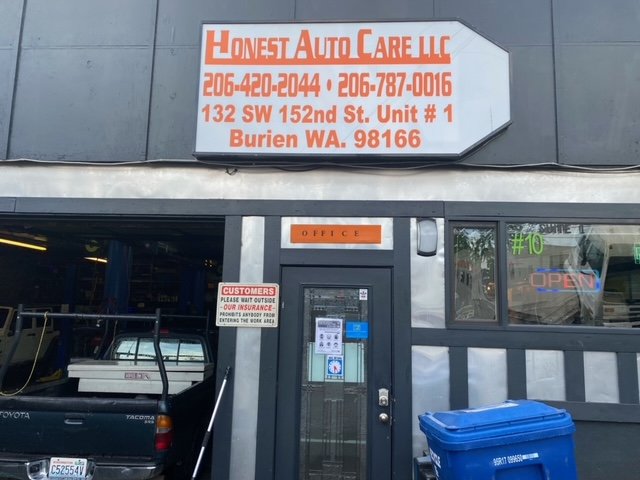 HONEST AUTO CARE LLC
206-420-2044 • 206-787-0016
132 SW 152nd St. Unit # 1
Burien WA. 98166
OFFICE
#10
OPEN
CUSTOMERS
PLEASE WAIT OUTSIDE
- OUR INSURANCE -
PROHIBITS ANYBODY FROM
ENTERING THE WORK AREA
TOYOTA
TACOMA
SR5
C52554V